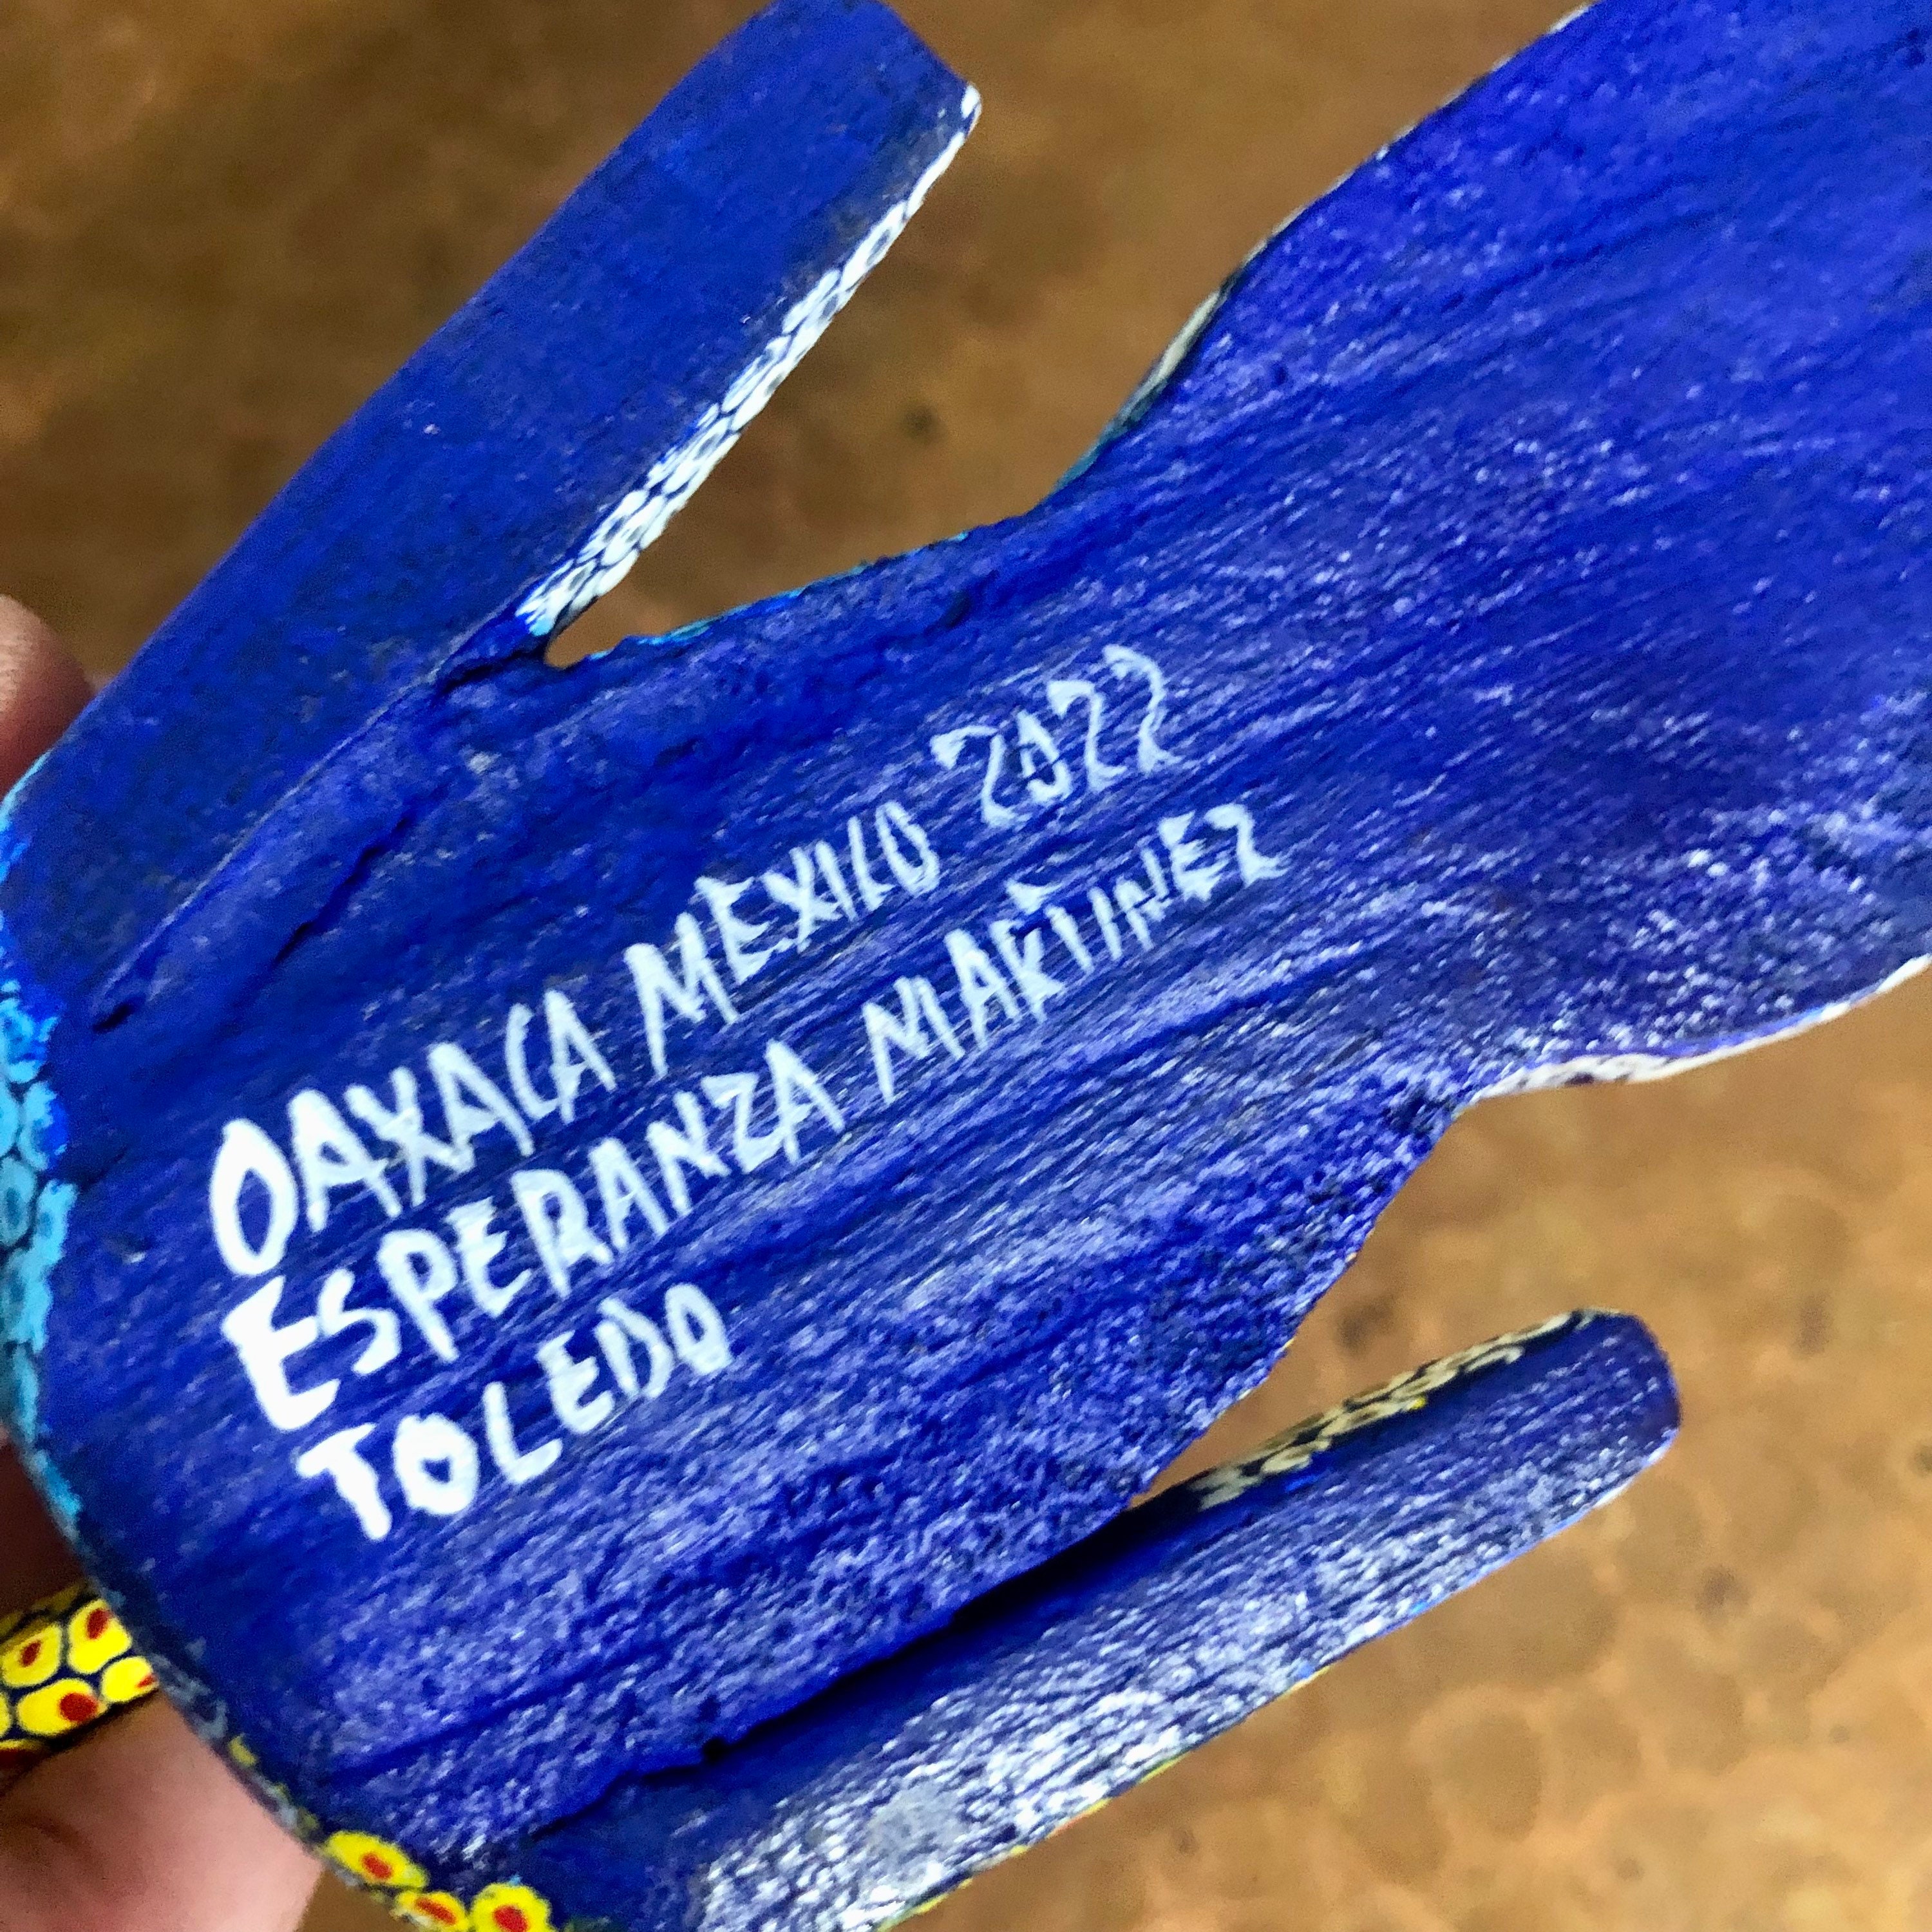 OAXACA MEXICO 2022
ESPERANZA MARTINEZ
TOLEDO